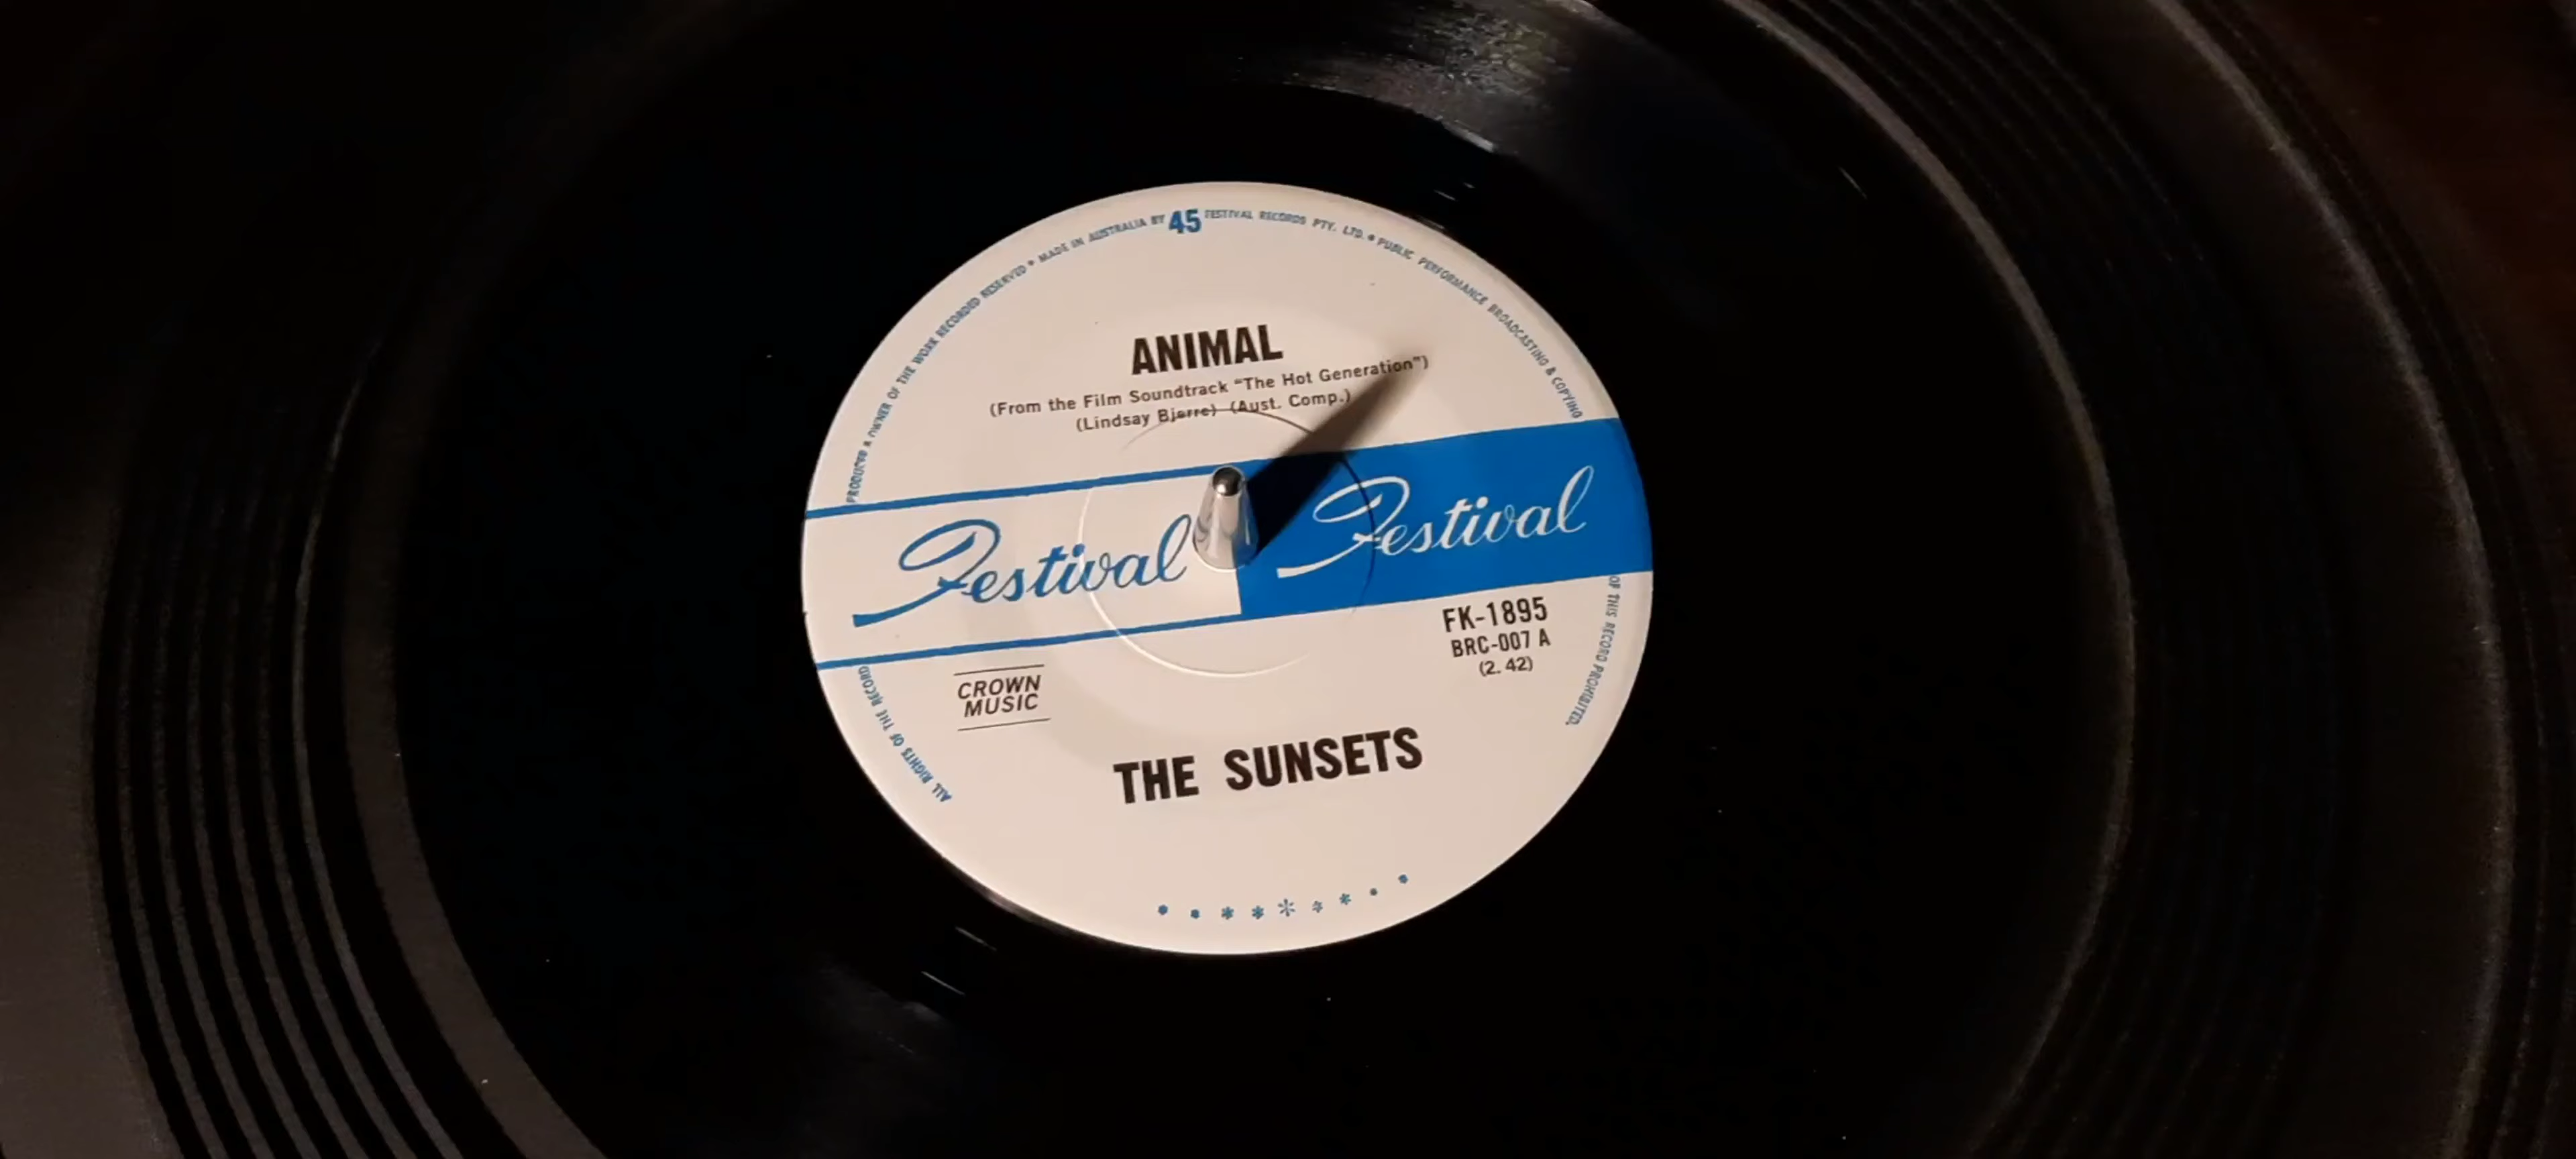 PRODUCER & OWNER OF THE WORK RECORDED RESERVED * MADE IN AUSTRALIA BY 45 FESTIVAL RECORDS PTY. LTD. * PUBLIC PERFORMANCE BROADCASTING & COPYING
ANIMAL
(From the Film Soundtrack "The Hot Generation")
(Lindsay Bjerre) (Aust. Comp.)
Festival Festival
FK-1895
BRC-007 A
(2.42)
CROWN
MUSIC
THE SUNSETS
ALL RIGHTS OF THE RECORD
OF THIS RECORD PROHIBITED.